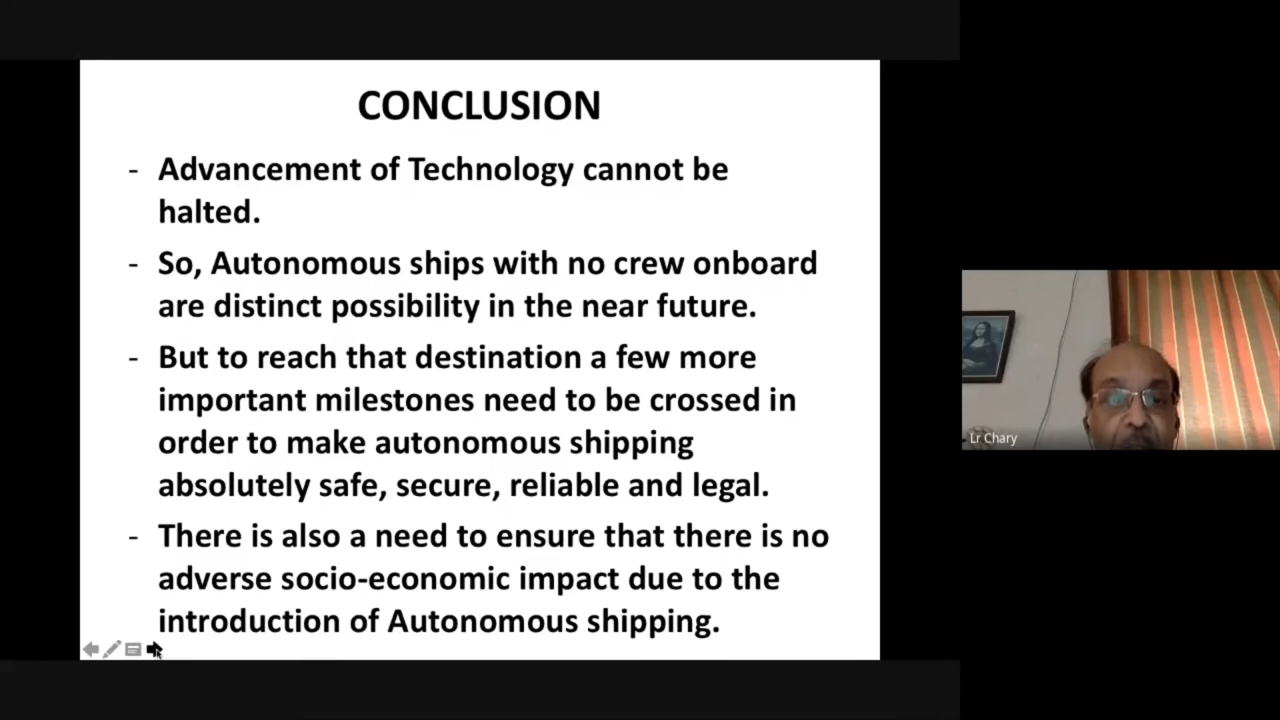 CONCLUSION
- Advancement of Technology cannot be
halted.
- So, Autonomous ships with no crew onboard
are distinct possibility in the near future.
- But to reach that destination a few more
important milestones need to be crossed in
order to make autonomous shipping
absolutely safe, secure, reliable and legal.
- There is also a need to ensure that there is no
adverse socio-economic impact due to the
introduction of Autonomous shipping.
Lr Chary